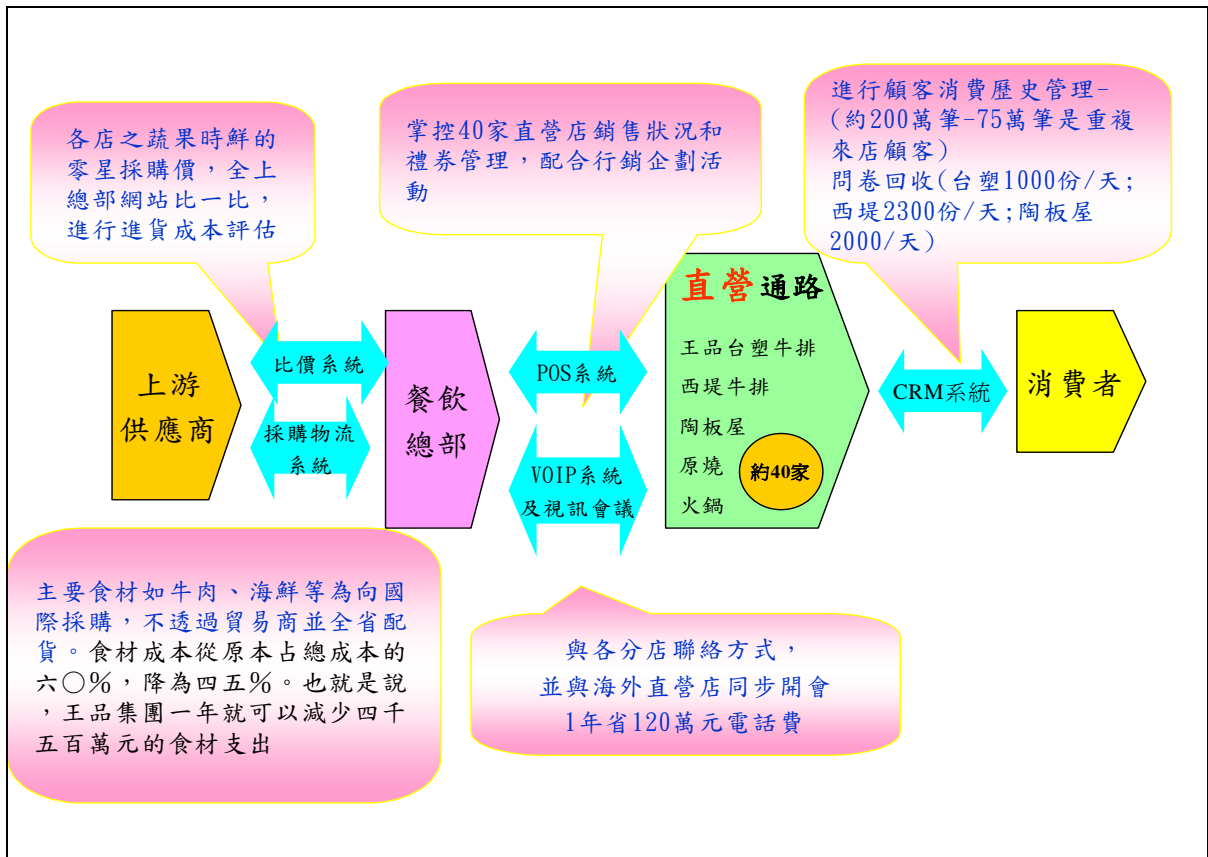 各店之蔬果時鮮的
零星採購價，全上
總部網站比一比，
進行進貨成本評估
掌控40家直營店銷售狀況和
禮券管理，配合行銷企劃活
動
進行顧客消費歷史管理-
(約200萬筆-75萬筆是重複
來店顧客)
問卷回收(台塑1000份/天;
西堤2300份/天;陶板屋
2000/天)
上游
供應商
比價系統
採購物流
系統
餐飲
總部
POS系統
VOIP系統
及視訊會議
直營通路
王品台塑牛排
西堤牛排
陶板屋
原燒
火鍋
約40家
CRM系統
消費者
主要食材如牛肉、海鮮等為向國
際採購，不透過貿易商並全省配
貨。食材成本從原本占總成本的
六○％，降為四五％。也就是說
，王品集團一年就可以減少四千
五百萬元的食材支出
與各分店聯絡方式，
並與海外直營店同步開會
1年省120萬元電話費